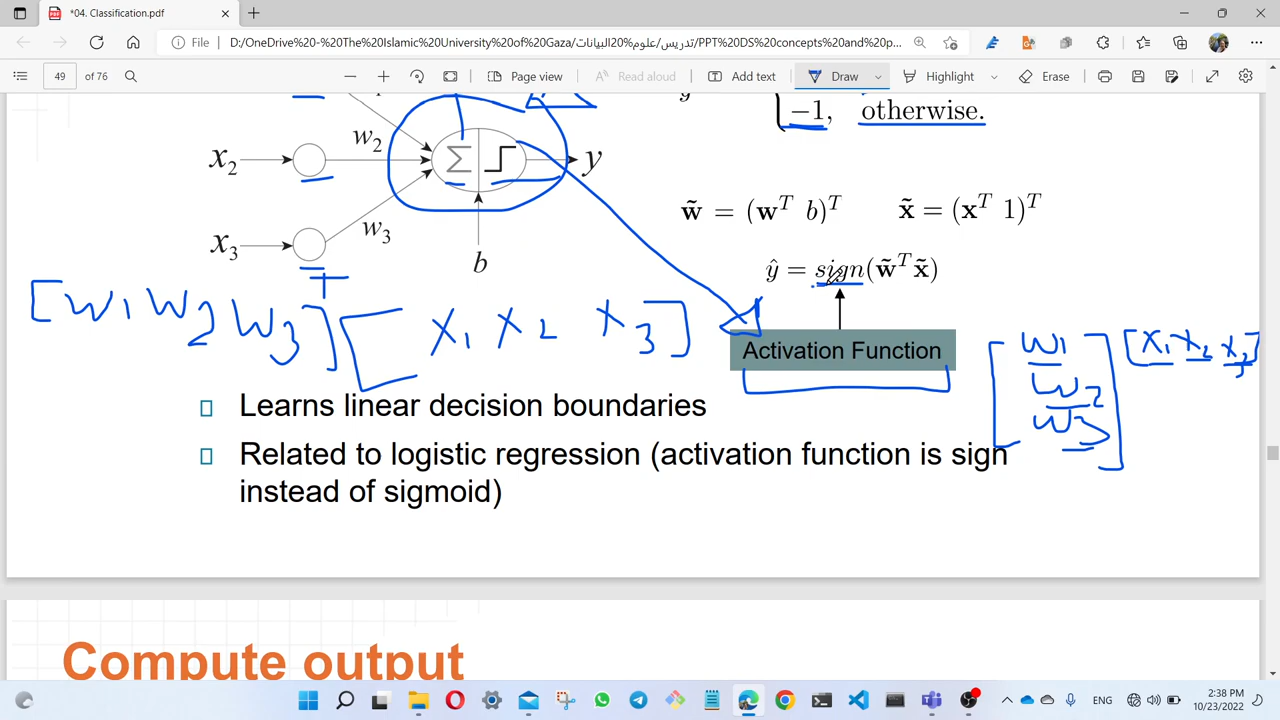 *04. Classification.pdf
File D:/OneDrive%20-%20The%20Islamic%20University%20of%20Gaza/تدريس/علوم%20البيانات/PPT%20DS%20concepts%20and%20p...
49 of 76 Page view Read aloud Add text Draw Highlight Erase
−1, otherwise.
x2 w2 Σ y
w̃ = (wᵀ b)ᵀ x̃ = (xᵀ 1)ᵀ
x3 w3 b
ŷ = sign(w̃ᵀx̃)
[w1 w2 w3] [x1 x2 x3]
Activation Function
[w1 w2 w3] [x1 x2 x3]
Learns linear decision boundaries
Related to logistic regression (activation function is sign
instead of sigmoid)
Compute output
ENG
2:38 PM
10/23/2022